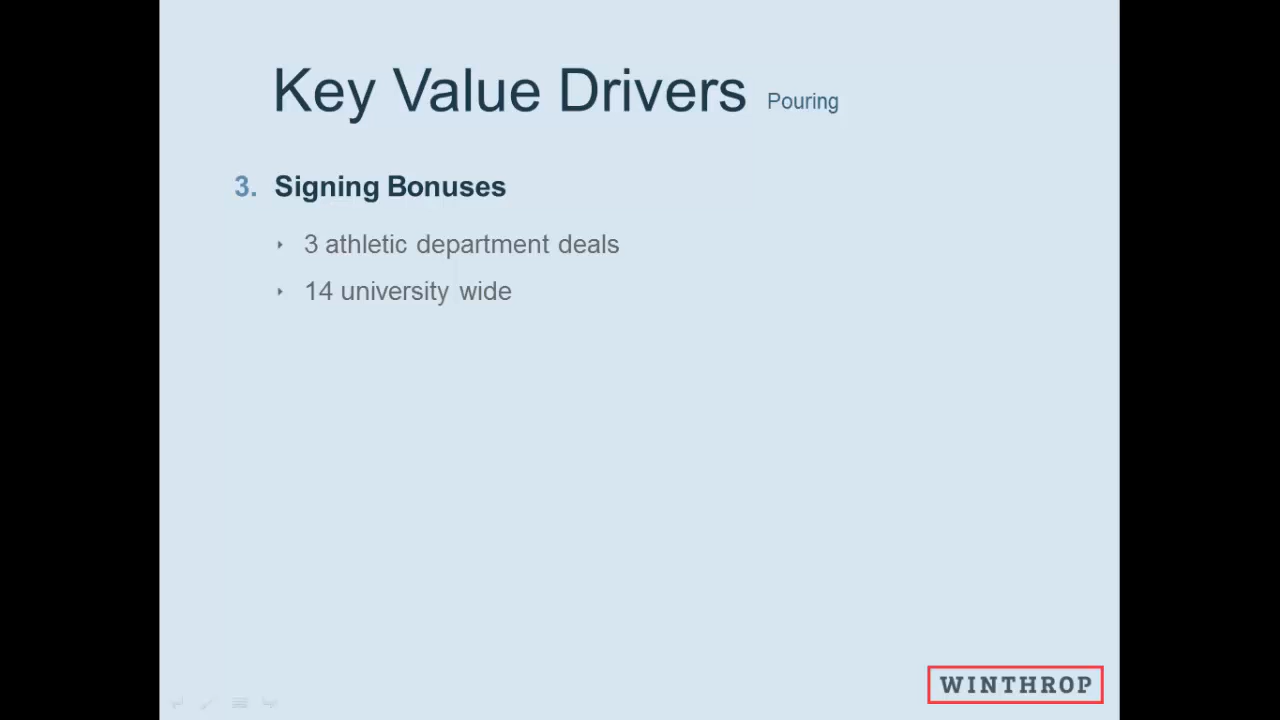 Key Value Drivers Pouring
3. Signing Bonuses
3 athletic department deals
14 university wide
WINTHROP